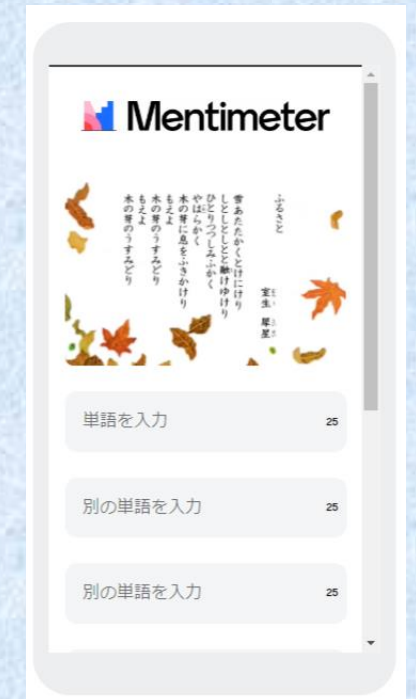 Mentimeter
ふるさと
室生 犀星
雪あたたかくとけにけり
しとしとしとと融けゆけり
ひとりつつしみふかく
やはらかく
木の芽に息をふきかけり
もえよ
木の芽のうすみどり
もえよ
木の芽のうすみどり
単語を入力 25
別の単語を入力 25
別の単語を入力 25